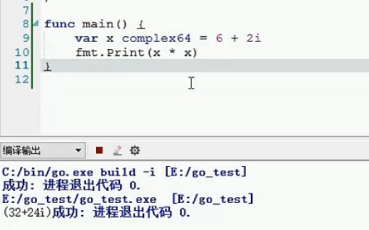 7
8 func main() {
9 var x complex64 = 6 + 2i
10 fmt.Print(x * x)
11 }
12
编译输出
C:/bin/go.exe build -i [E:/go_test]
成功: 进程退出代码 0.
E:/go_test/go_test.exe [E:/go_test]
(32+24i)成功: 进程退出代码 0.